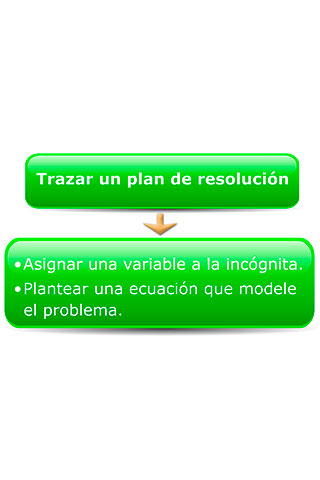 Trazar un plan de resolución
•Asignar una variable a la incógnita.
•Plantear una ecuación que modele
el problema.